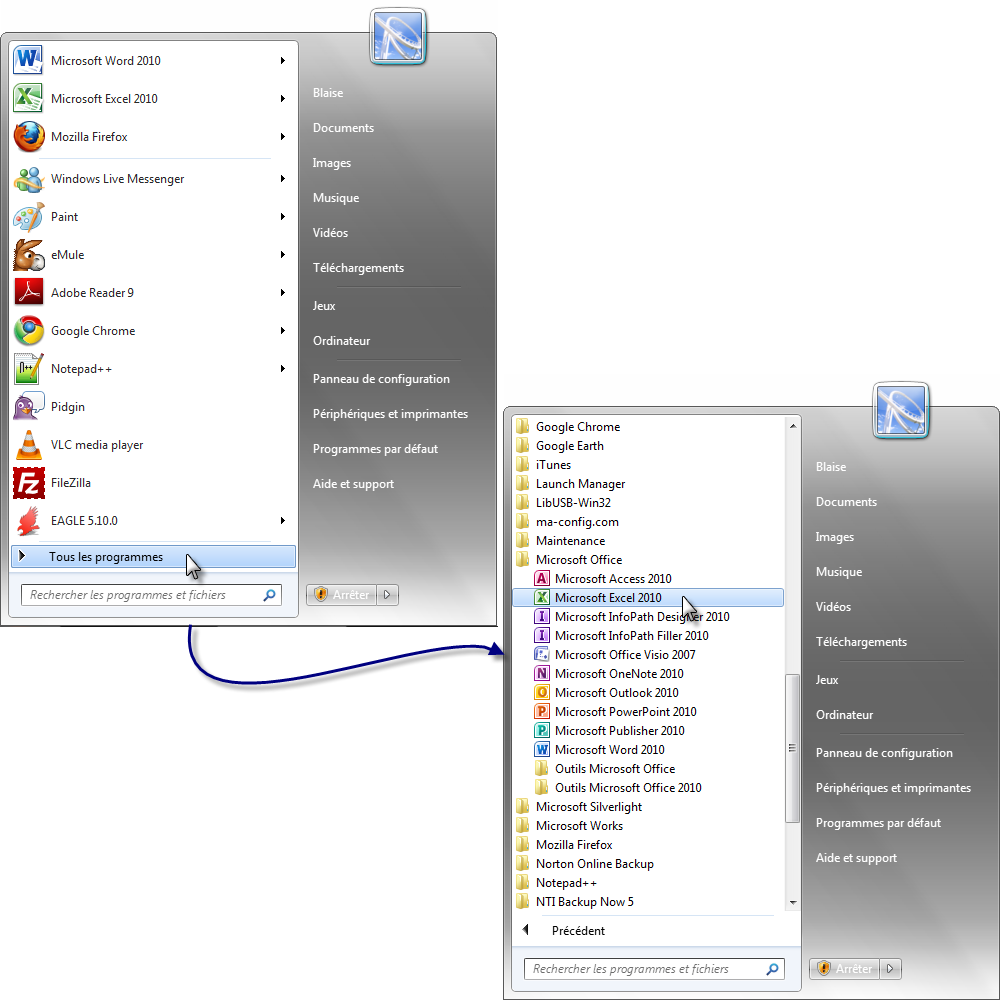 Microsoft Word 2010
Microsoft Excel 2010
Mozilla Firefox
Windows Live Messenger
Paint
eMule
Adobe Reader 9
Google Chrome
Notepad++
Pidgin
VLC media player
FileZilla
EAGLE 5.10.0
Tous les programmes
Rechercher les programmes et fichiers
Blaise
Documents
Images
Musique
Vidéos
Téléchargements
Jeux
Ordinateur
Panneau de configuration
Périphériques et imprimantes
Programmes par défaut
Aide et support
Arrêter
Google Chrome
Google Earth
iTunes
Launch Manager
LibUSB-Win32
ma-config.com
Maintenance
Microsoft Office
Microsoft Access 2010
Microsoft Excel 2010
Microsoft InfoPath Designer 2010
Microsoft InfoPath Filler 2010
Microsoft Office Visio 2007
Microsoft OneNote 2010
Microsoft Outlook 2010
Microsoft PowerPoint 2010
Microsoft Publisher 2010
Microsoft Word 2010
Outils Microsoft Office
Outils Microsoft Office 2010
Microsoft Silverlight
Microsoft Works
Mozilla Firefox
Norton Online Backup
Notepad++
NTI Backup Now 5
Précédent
Rechercher les programmes et fichiers
Blaise
Documents
Images
Musique
Vidéos
Téléchargements
Jeux
Ordinateur
Panneau de configuration
Périphériques et imprimantes
Programmes par défaut
Aide et support
Arrêter